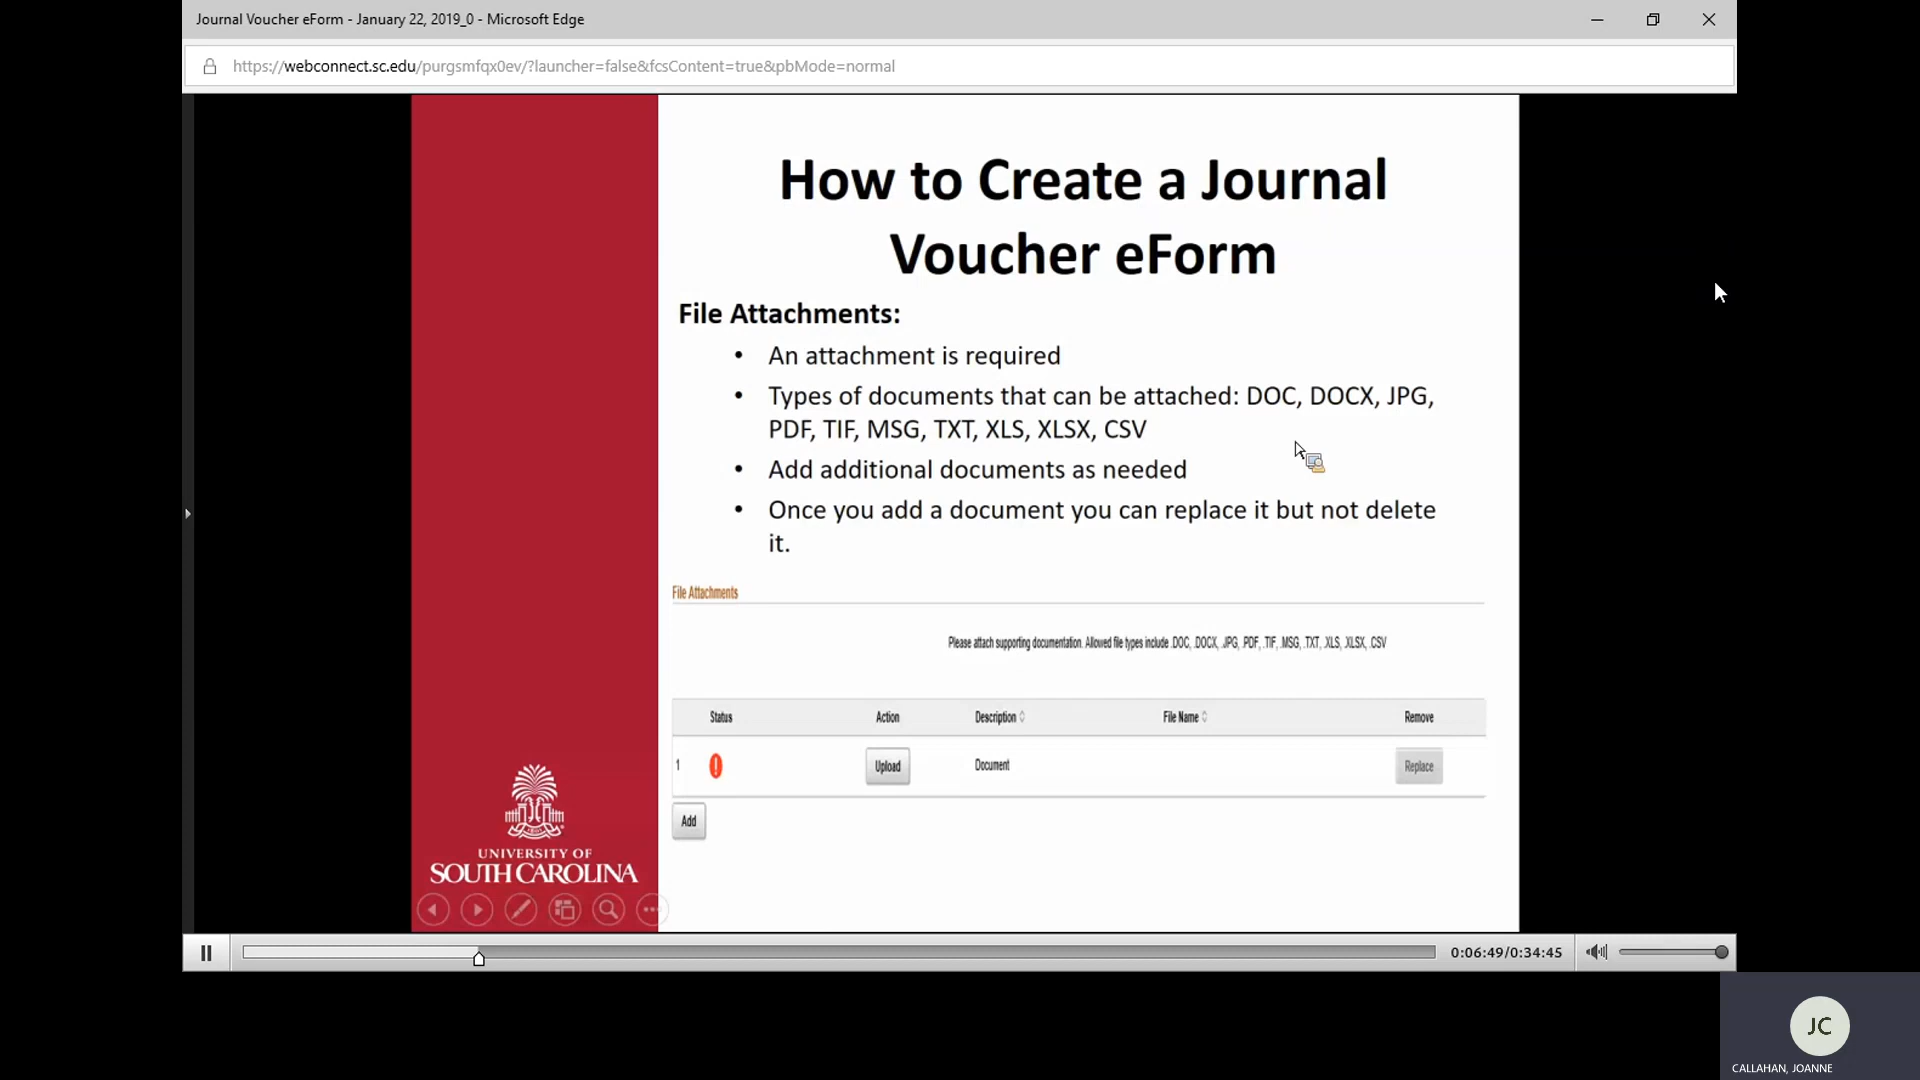 Journal Voucher eForm - January 22, 2019_0 - Microsoft Edge
https://webconnect.sc.edu/purgsmfqx0ev/?launcher=false&fcsContent=true&pbMode=normal
How to Create a Journal
Voucher eForm
File Attachments:
• An attachment is required
• Types of documents that can be attached: DOC, DOCX, JPG,
PDF, TIF, MSG, TXT, XLS, XLSX, CSV
• Add additional documents as needed
• Once you add a document you can replace it but not delete
it.
File Attachments
Please attach supporting documentation. Allowed file types include .DOC, .DOCX, .JPG, .PDF, .TIF, .MSG, .TXT, .XLS, .XLSX, .CSV
Status Action Description File Name Remove
1 Upload Document Replace
Add
UNIVERSITY OF
SOUTH CAROLINA
0:06:49/0:34:45
JC
CALLAHAN, JOANNE